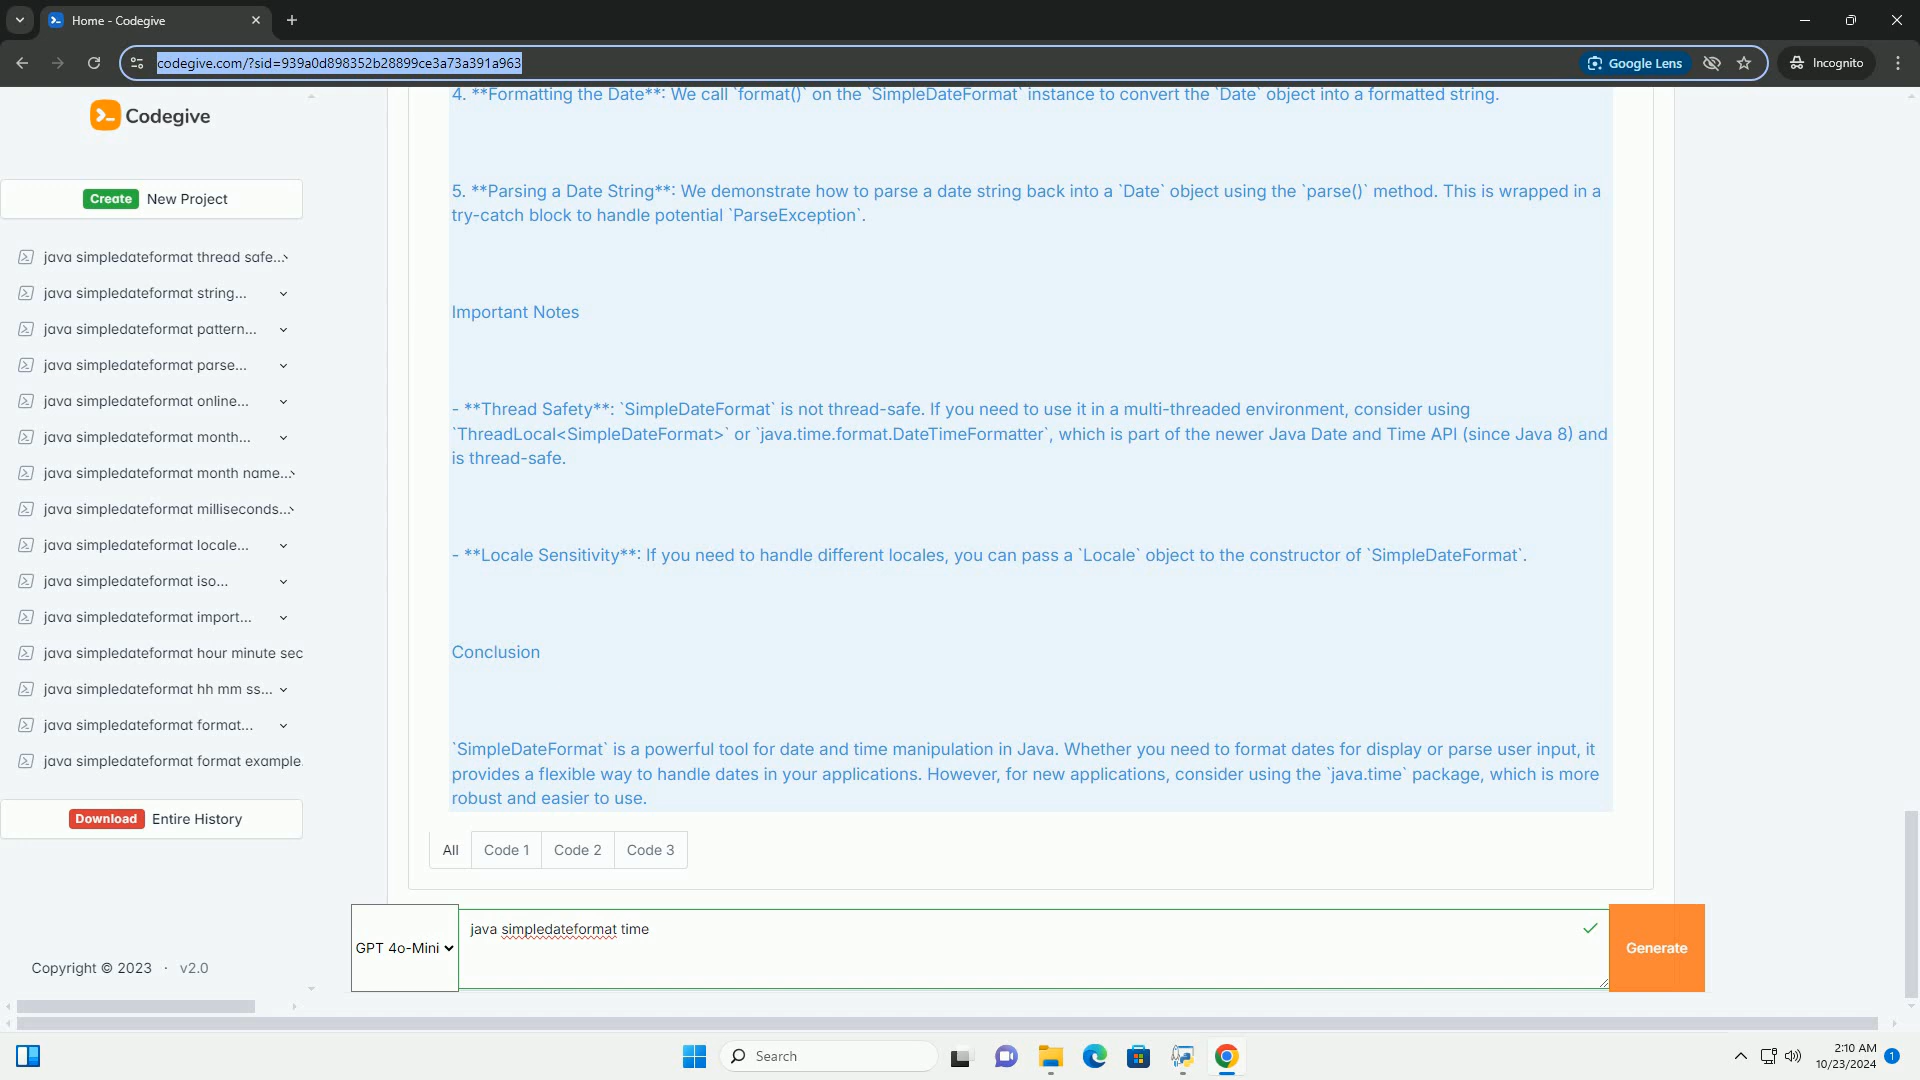 Home - Codegive
codegive.com/?sid=939a0d898352b28899ce3a73a391a963
Google Lens
Incognito
Codegive
Create New Project
java simpledateformat thread safe...
java simpledateformat string...
java simpledateformat pattern...
java simpledateformat parse...
java simpledateformat online...
java simpledateformat month...
java simpledateformat month name...
java simpledateformat milliseconds...
java simpledateformat locale...
java simpledateformat iso...
java simpledateformat import...
java simpledateformat hour minute sec
java simpledateformat hh mm ss...
java simpledateformat format...
java simpledateformat format example.
Download Entire History
Copyright © 2023 · v2.0
4. **Formatting the Date**: We call `format()` on the `SimpleDateFormat` instance to convert the `Date` object into a formatted string.
5. **Parsing a Date String**: We demonstrate how to parse a date string back into a `Date` object using the `parse()` method. This is wrapped in a
try-catch block to handle potential `ParseException`.
Important Notes
- **Thread Safety**: `SimpleDateFormat` is not thread-safe. If you need to use it in a multi-threaded environment, consider using
`ThreadLocal<SimpleDateFormat>` or `java.time.format.DateTimeFormatter`, which is part of the newer Java Date and Time API (since Java 8) and
is thread-safe.
- **Locale Sensitivity**: If you need to handle different locales, you can pass a `Locale` object to the constructor of `SimpleDateFormat`.
Conclusion
`SimpleDateFormat` is a powerful tool for date and time manipulation in Java. Whether you need to format dates for display or parse user input, it
provides a flexible way to handle dates in your applications. However, for new applications, consider using the `java.time` package, which is more
robust and easier to use.
All Code 1 Code 2 Code 3
GPT 4o-Mini
java simpledateformat time
Generate
Search
2:10 AM
10/23/2024
1